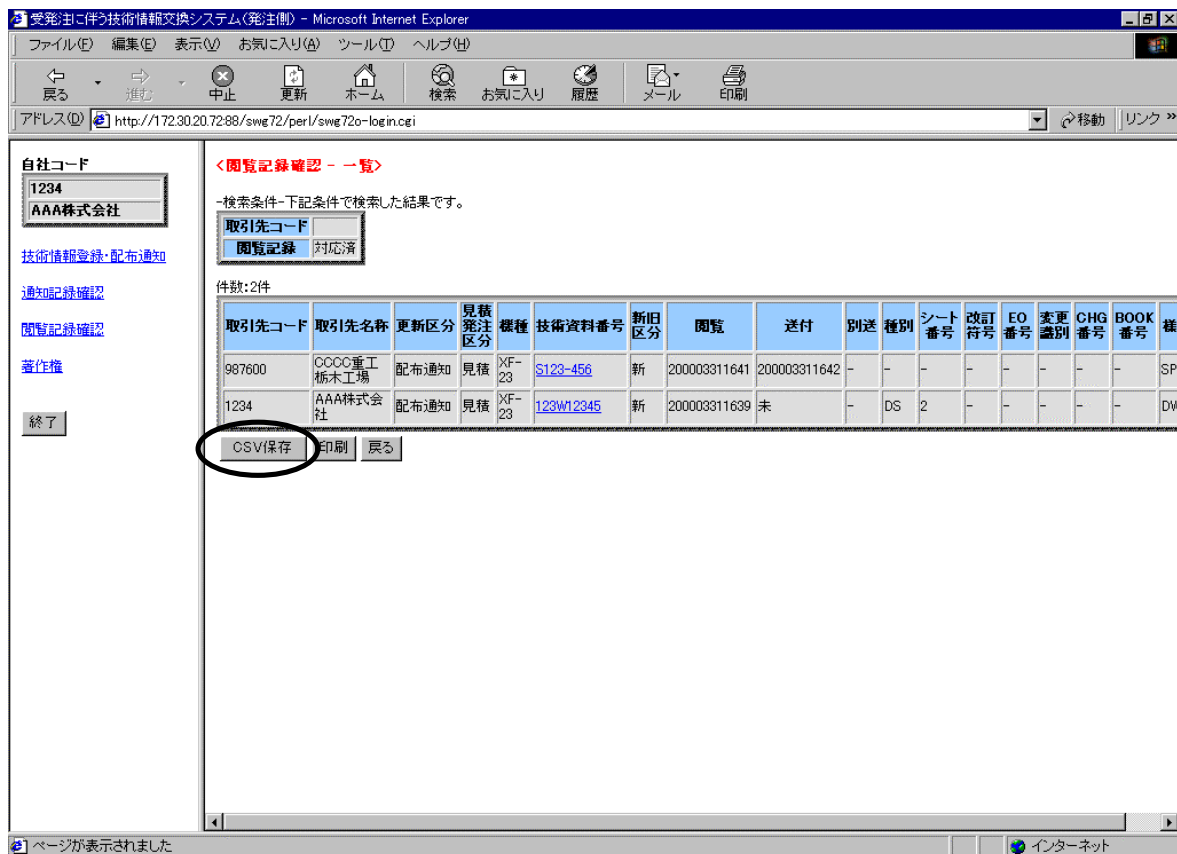 受発注に伴う技術情報交換システム(発注側) - Microsoft Internet Explorer
ファイル(F) 編集(E) 表示(V) お気に入り(A) ツール(T) ヘルプ(H)
戻る 進む 中止 更新 ホーム 検索 お気に入り 履歴 メール 印刷
アドレス(D) http://172.30.20.72:88/swg72/perl/swg72o-login.cgi 移動 リンク »
自社コード
1234
AAA株式会社
技術情報登録・配布通知
通知記録確認
閲覧記録確認
著作権
終了
<閲覧記録確認 - 一覧>
-検索条件-下記条件で検索した結果です。
取引先コード
閲覧記録 対応済
件数:2件
取引先コード 取引先名称 更新区分 見積発注区分 機種 技術資料番号 新旧区分 閲覧 送付 別送 種別 シート番号 改訂符号 EO番号 変更識別 CHG番号 BOOK番号 様
987600 CCCC重工栃木工場 配布通知 見積 XF-23 S123-456 新 200003311641 200003311642 - - - - - - - - SP
1234 AAA株式会社 配布通知 見積 XF-23 123W12345 新 200003311639 未 - DS 2 - - - - - DW
CSV保存 印刷 戻る
ページが表示されました インターネット